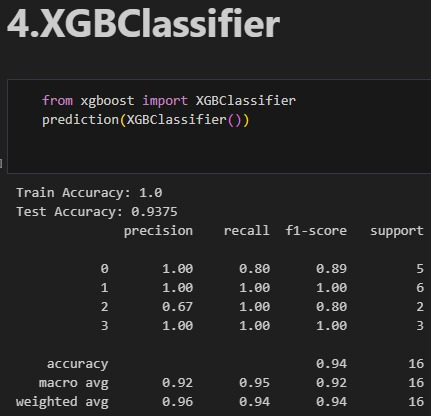 4.XGBClassifier
from xgboost import XGBClassifier
prediction(XGBClassifier())
Train Accuracy: 1.0
Test Accuracy: 0.9375
precision recall f1-score support
0 1.00 0.80 0.89 5
1 1.00 1.00 1.00 6
2 0.67 1.00 0.80 2
3 1.00 1.00 1.00 3
accuracy 0.94 16
macro avg 0.92 0.95 0.92 16
weighted avg 0.96 0.94 0.94 16